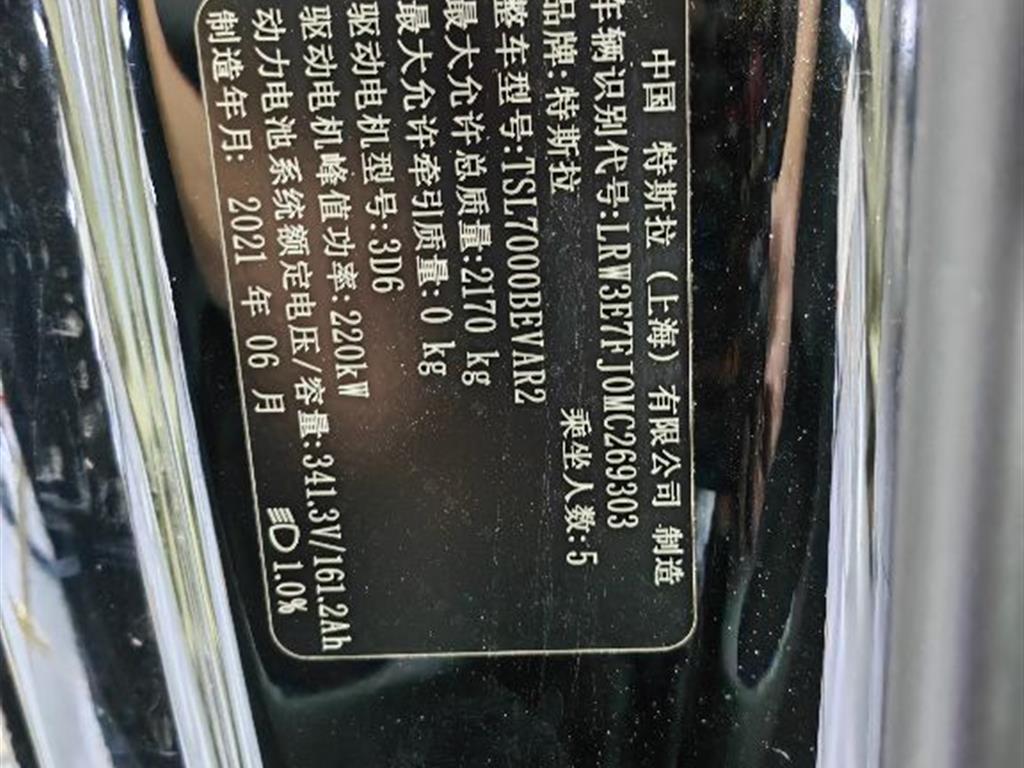 中国 特斯拉（上海）有限公司 制造
车辆识别代号:LRW3E7FJ0MC269303
品牌:特斯拉 乘坐人数:5
整车型号:TSL7000BEVAR2
最大允许总质量:2170 kg
最大允许牵引质量:0 kg
驱动电机型号:3D6
驱动电机峰值功率:220kW
动力电池系统额定电压/容量:341.3V/161.2Ah
制造年月: 2021 年 06 月 1.0%